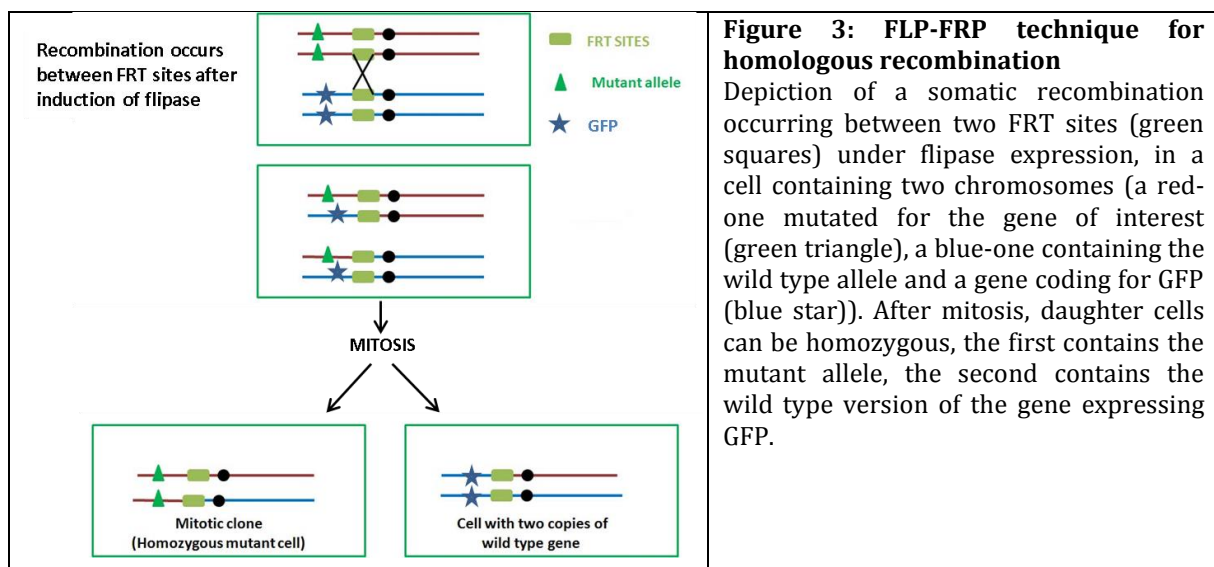 Recombination occurs
between FRT sites after
induction of flipase
FRT SITES
Mutant allele
GFP
MITOSIS
Mitotic clone
(Homozygous mutant cell)
Cell with two copies of
wild type gene
Figure 3: FLP-FRP technique for
homologous recombination
Depiction of a somatic recombination
occurring between two FRT sites (green
squares) under flipase expression, in a
cell containing two chromosomes (a red-
one mutated for the gene of interest
(green triangle), a blue-one containing the
wild type allele and a gene coding for GFP
(blue star)). After mitosis, daughter cells
can be homozygous, the first contains the
mutant allele, the second contains the
wild type version of the gene expressing
GFP.